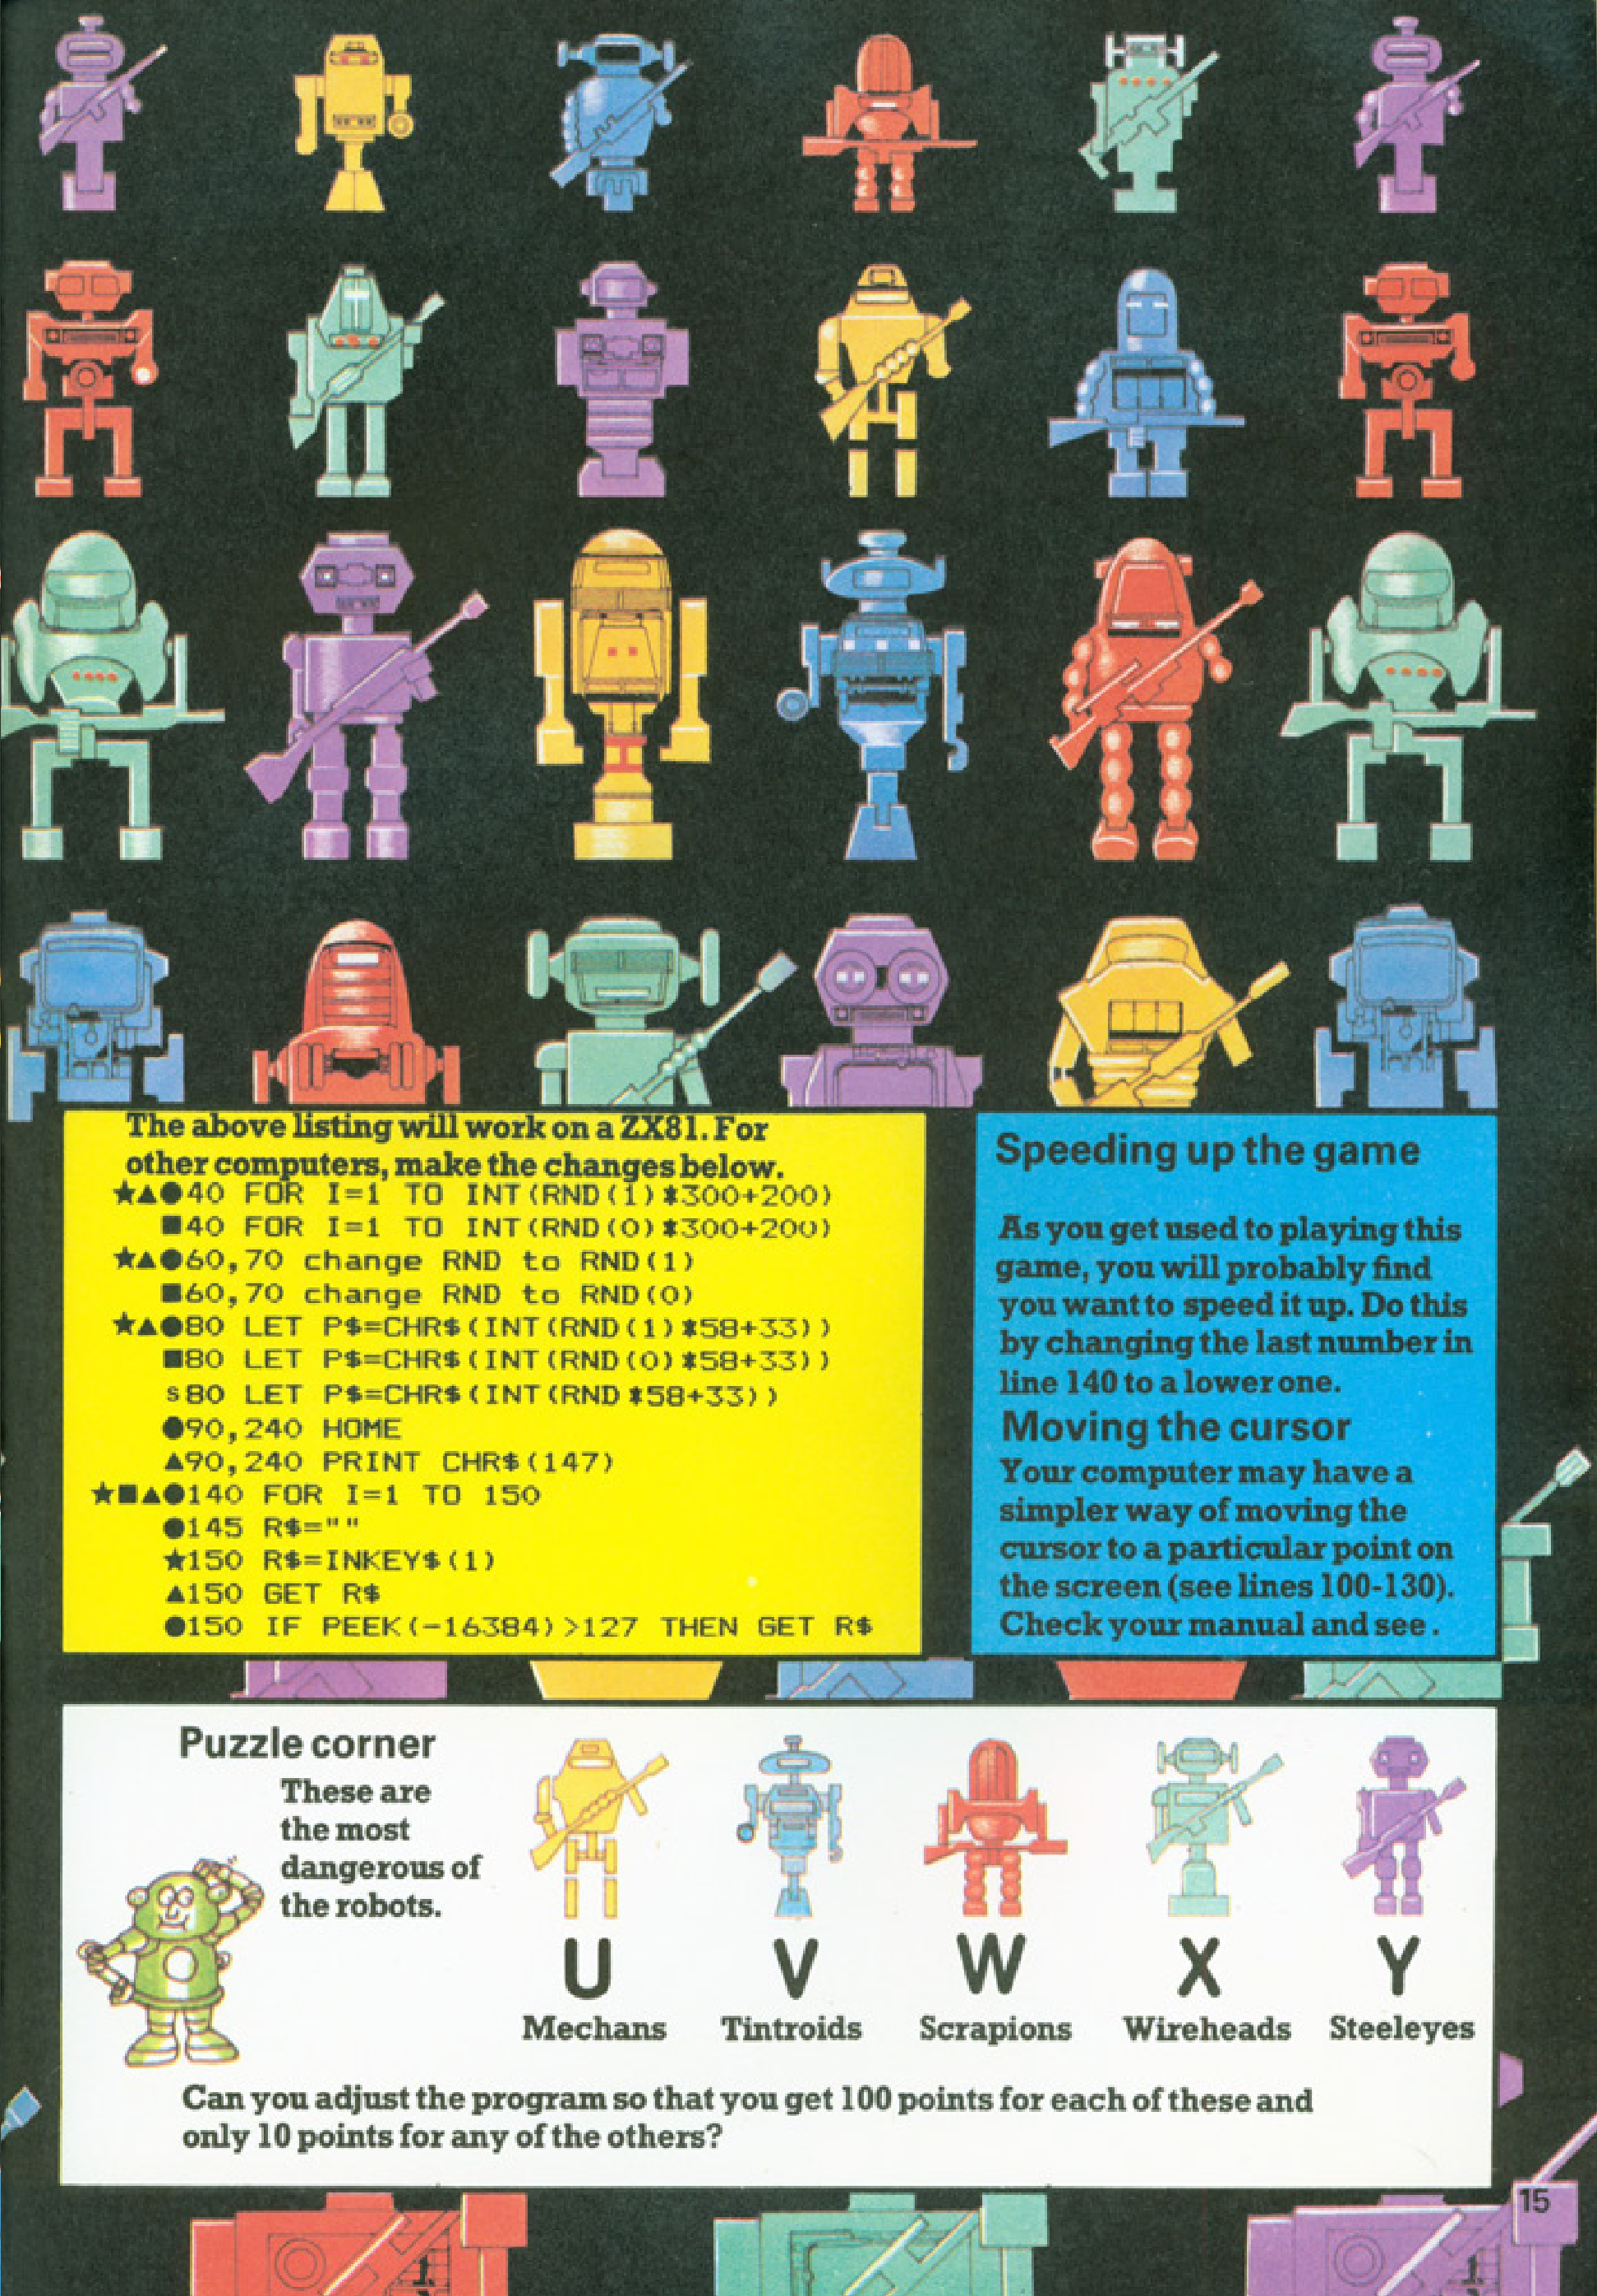 The above listing will work on a ZX81. For
other computers, make the changes below.
★▲●40 FOR I=1 TO INT(RND(1)*300+200)
■40 FOR I=1 TO INT(RND(0)*300+200)
★▲●60,70 change RND to RND(1)
■60,70 change RND to RND(0)
★▲●80 LET P$=CHR$(INT(RND(1)*58+33))
■80 LET P$=CHR$(INT(RND(0)*58+33))
s80 LET P$=CHR$(INT(RND*58+33))
●90,240 HOME
▲90,240 PRINT CHR$(147)
★■▲●140 FOR I=1 TO 150
●145 R$=""
★150 R$=INKEY$(1)
▲150 GET R$
●150 IF PEEK(-16384)>127 THEN GET R$
Speeding up the game
As you get used to playing this
game, you will probably find
you want to speed it up. Do this
by changing the last number in
line 140 to a lower one.
Moving the cursor
Your computer may have a
simpler way of moving the
cursor to a particular point on
the screen (see lines 100-130).
Check your manual and see.
Puzzle corner
These are
the most
dangerous of
the robots.
U V W X Y
Mechans Tintroids Scrapions Wireheads Steeleyes
Can you adjust the program so that you get 100 points for each of these and
only 10 points for any of the others?
15